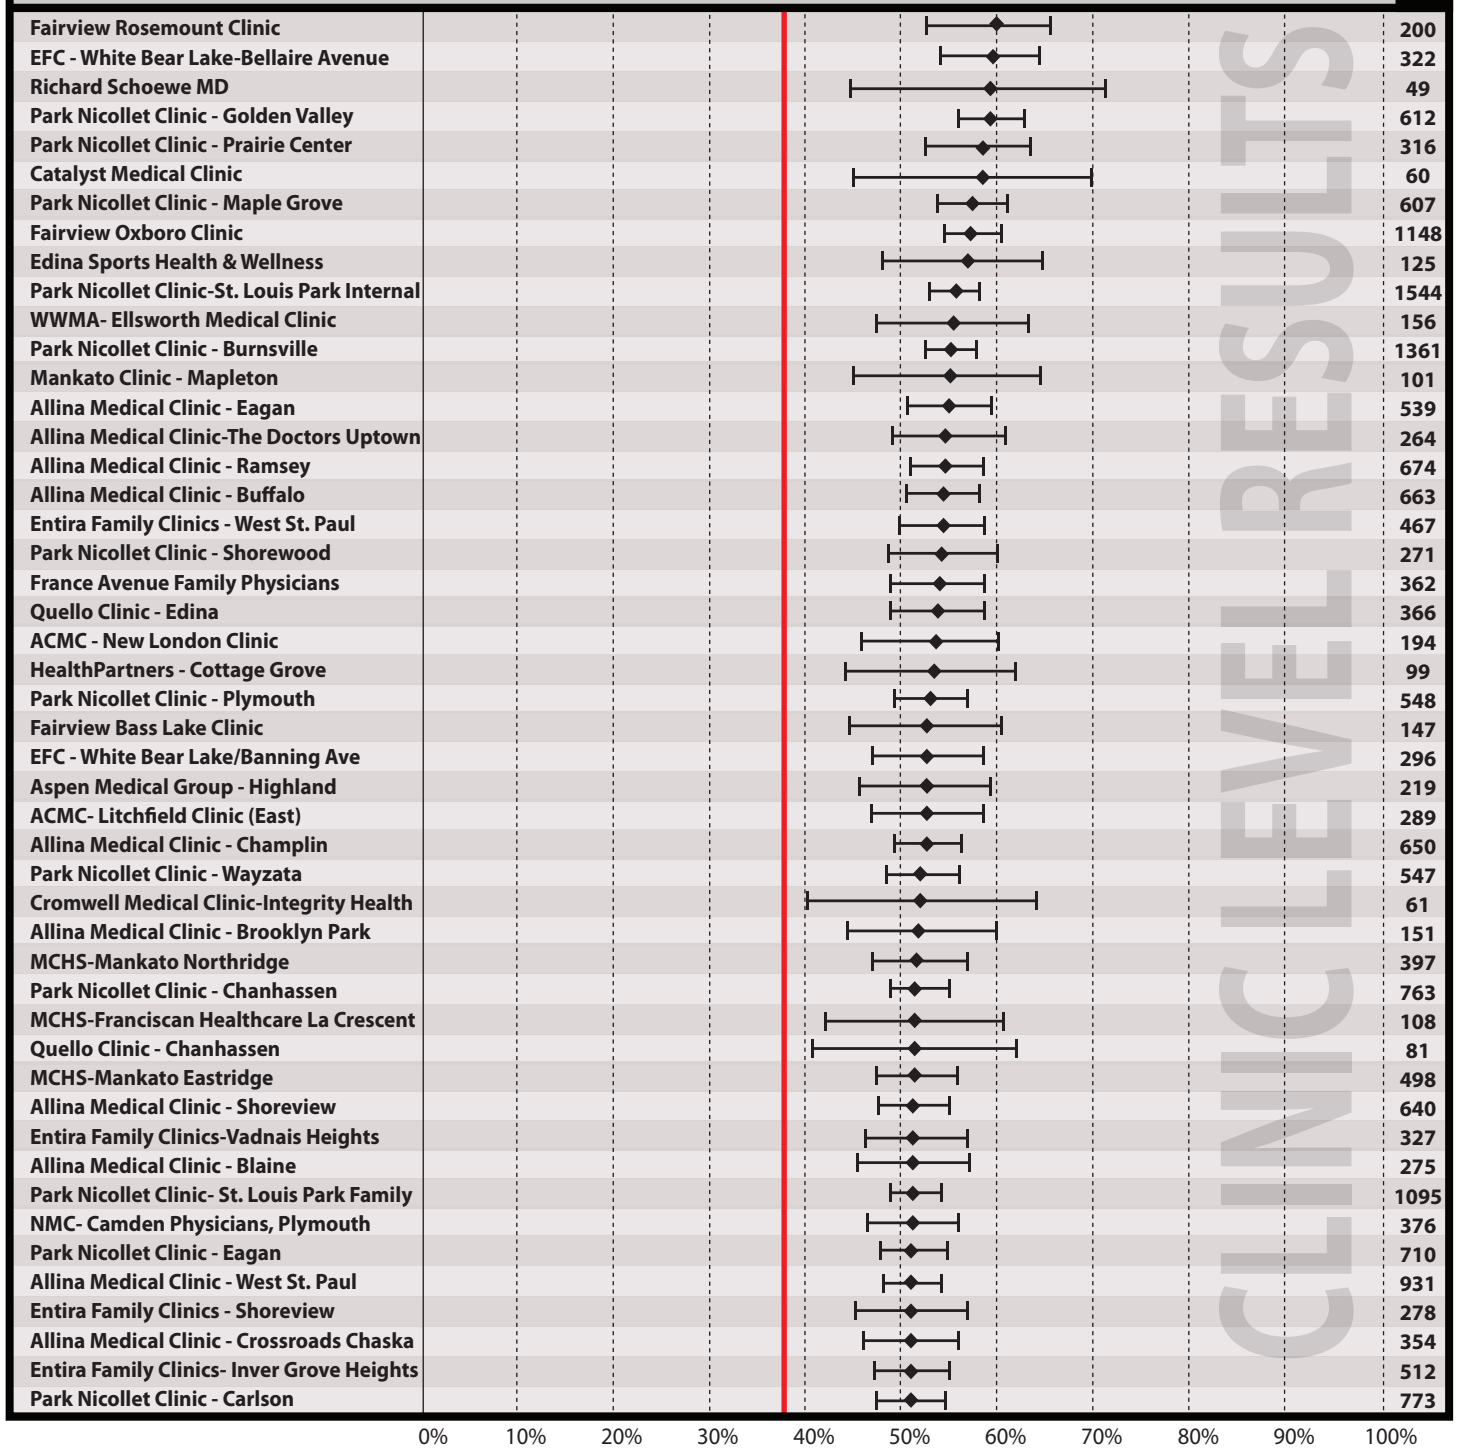 Fairview Rosemount Clinic 200
EFC - White Bear Lake-Bellaire Avenue 322
Richard Schoewe MD 49
Park Nicollet Clinic - Golden Valley 612
Park Nicollet Clinic - Prairie Center 316
Catalyst Medical Clinic 60
Park Nicollet Clinic - Maple Grove 607
Fairview Oxboro Clinic 1148
Edina Sports Health & Wellness 125
Park Nicollet Clinic-St. Louis Park Internal 1544
WWMA- Ellsworth Medical Clinic 156
Park Nicollet Clinic - Burnsville 1361
Mankato Clinic - Mapleton 101
Allina Medical Clinic - Eagan 539
Allina Medical Clinic-The Doctors Uptown 264
Allina Medical Clinic - Ramsey 674
Allina Medical Clinic - Buffalo 663
Entira Family Clinics - West St. Paul 467
Park Nicollet Clinic - Shorewood 271
France Avenue Family Physicians 362
Quello Clinic - Edina 366
ACMC - New London Clinic 194
HealthPartners - Cottage Grove 99
Park Nicollet Clinic - Plymouth 548
Fairview Bass Lake Clinic 147
EFC - White Bear Lake/Banning Ave 296
Aspen Medical Group - Highland 219
ACMC- Litchfield Clinic (East) 289
Allina Medical Clinic - Champlin 650
Park Nicollet Clinic - Wayzata 547
Cromwell Medical Clinic-Integrity Health 61
Allina Medical Clinic - Brooklyn Park 151
MCHS-Mankato Northridge 397
Park Nicollet Clinic - Chanhassen 763
MCHS-Franciscan Healthcare La Crescent 108
Quello Clinic - Chanhassen 81
MCHS-Mankato Eastridge 498
Allina Medical Clinic - Shoreview 640
Entira Family Clinics-Vadnais Heights 327
Allina Medical Clinic - Blaine 275
Park Nicollet Clinic- St. Louis Park Family 1095
NMC- Camden Physicians, Plymouth 376
Park Nicollet Clinic - Eagan 710
Allina Medical Clinic - West St. Paul 931
Entira Family Clinics - Shoreview 278
Allina Medical Clinic - Crossroads Chaska 354
Entira Family Clinics- Inver Grove Heights 512
Park Nicollet Clinic - Carlson 773
0% 10% 20% 30% 40% 50% 60% 70% 80% 90% 100%
CLINIC LEVEL RESULTS